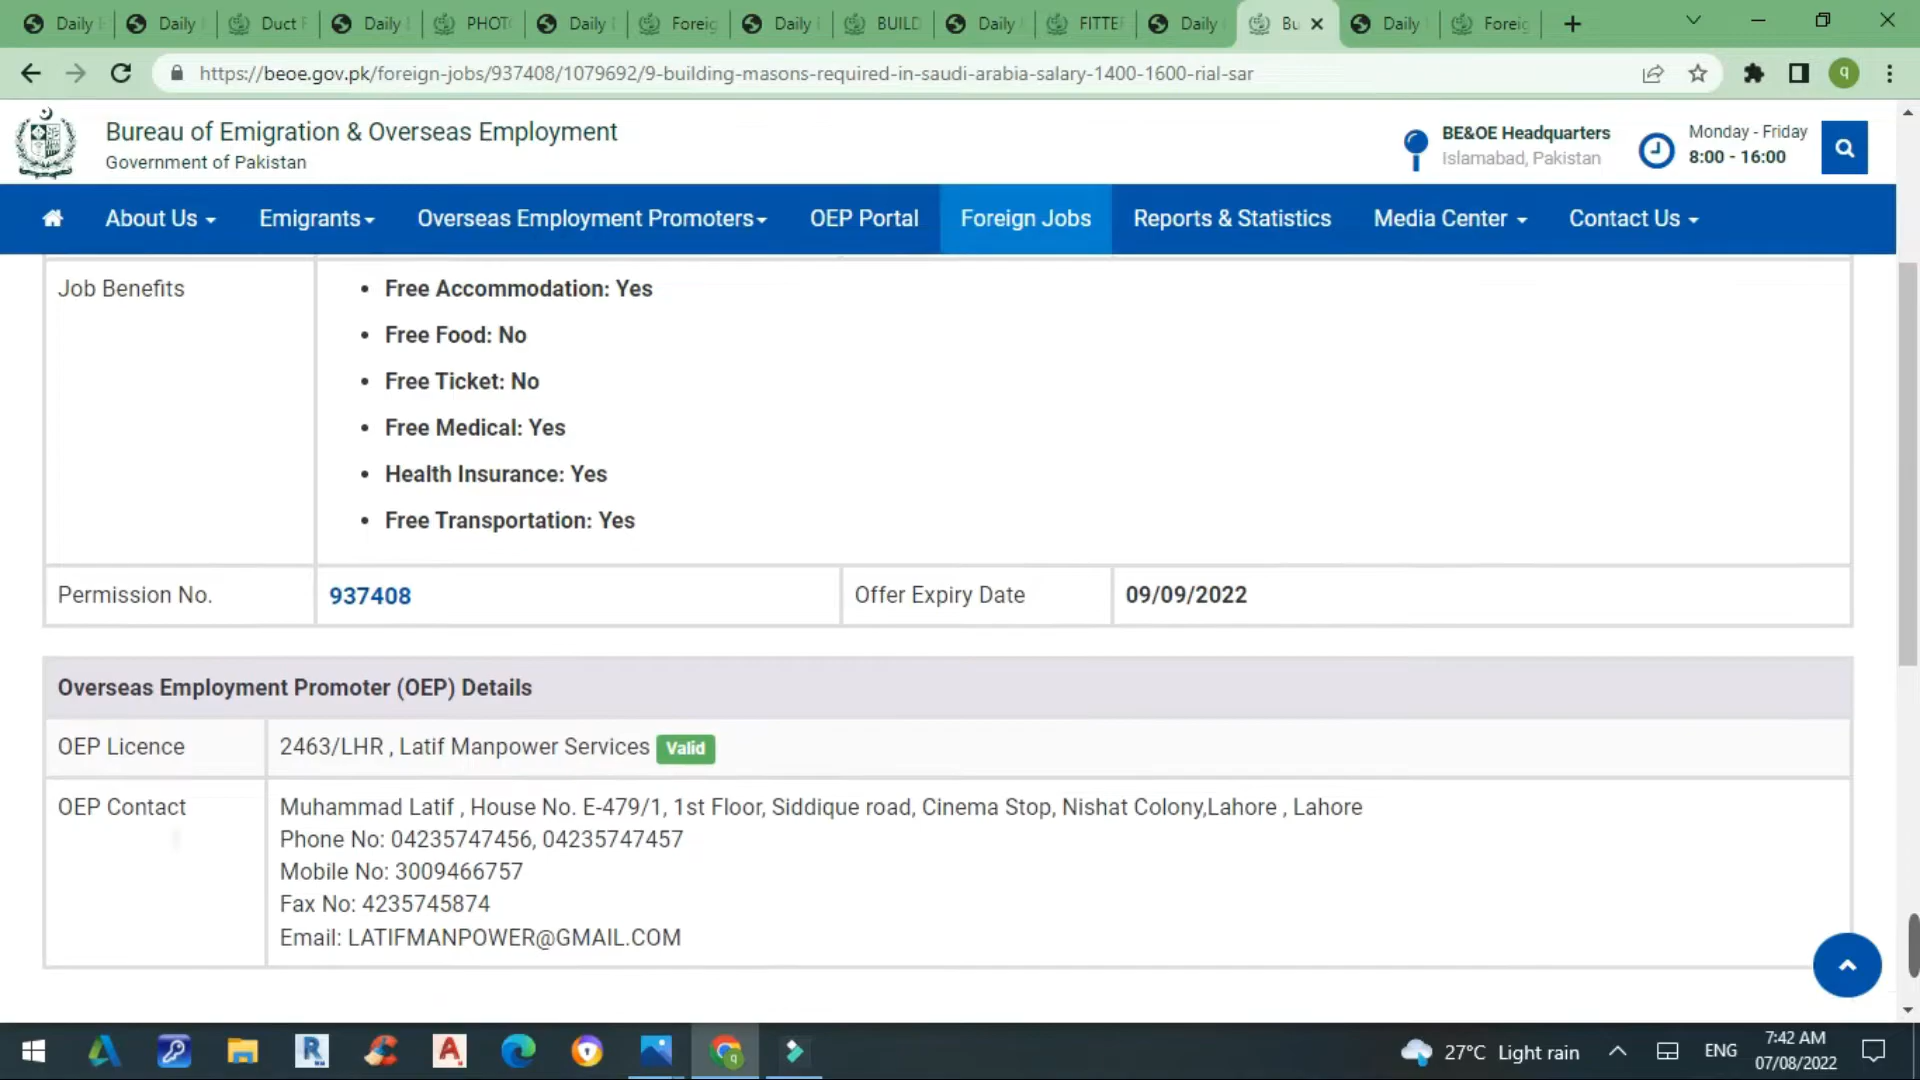 Daily E
Daily
Duct F
Daily
PHOT
Daily
Foreig
Daily
BUILD
Daily
FITTE
Daily
Bu
Daily
Foreig
https://beoe.gov.pk/foreign-jobs/937408/1079692/9-building-masons-required-in-saudi-arabia-salary-1400-1600-rial-sar
q
Bureau of Emigration & Overseas Employment
Government of Pakistan
BE&OE Headquarters
Islamabad, Pakistan
Monday - Friday
8:00 - 16:00
About Us
Emigrants
Overseas Employment Promoters
OEP Portal
Foreign Jobs
Reports & Statistics
Media Center
Contact Us
Job Benefits
• Free Accommodation: Yes
• Free Food: No
• Free Ticket: No
• Free Medical: Yes
• Health Insurance: Yes
• Free Transportation: Yes
Permission No. 937408 Offer Expiry Date 09/09/2022
Overseas Employment Promoter (OEP) Details
OEP Licence 2463/LHR , Latif Manpower Services Valid
OEP Contact Muhammad Latif , House No. E-479/1, 1st Floor, Siddique road, Cinema Stop, Nishat Colony,Lahore , Lahore
Phone No: 04235747456, 04235747457
Mobile No: 3009466757
Fax No: 4235745874
Email: LATIFMANPOWER@GMAIL.COM
27°C Light rain
ENG
7:42 AM
07/08/2022